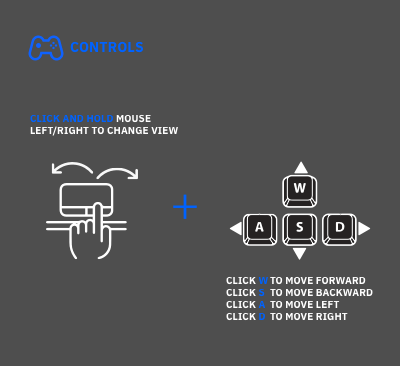 CONTROLS
CLICK AND HOLD MOUSE
LEFT/RIGHT TO CHANGE VIEW
W
A S D
CLICK W TO MOVE FORWARD
CLICK S TO MOVE BACKWARD
CLICK A TO MOVE LEFT
CLICK D TO MOVE RIGHT